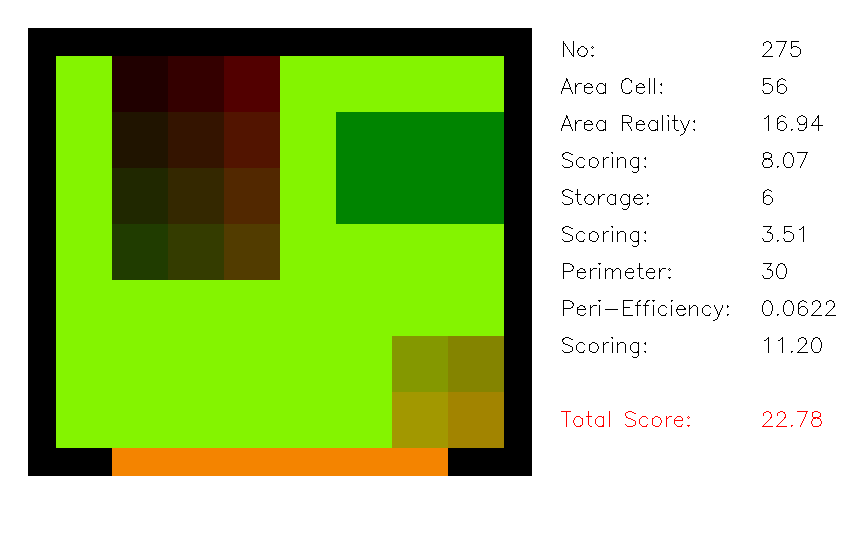 No: 275
Area Cell: 56
Area Reality: 16.94
Scoring: 8.07
Storage: 6
Scoring: 3.51
Perimeter: 30
Peri-Efficiency: 0.0622
Scoring: 11.20
Total Score: 22.78